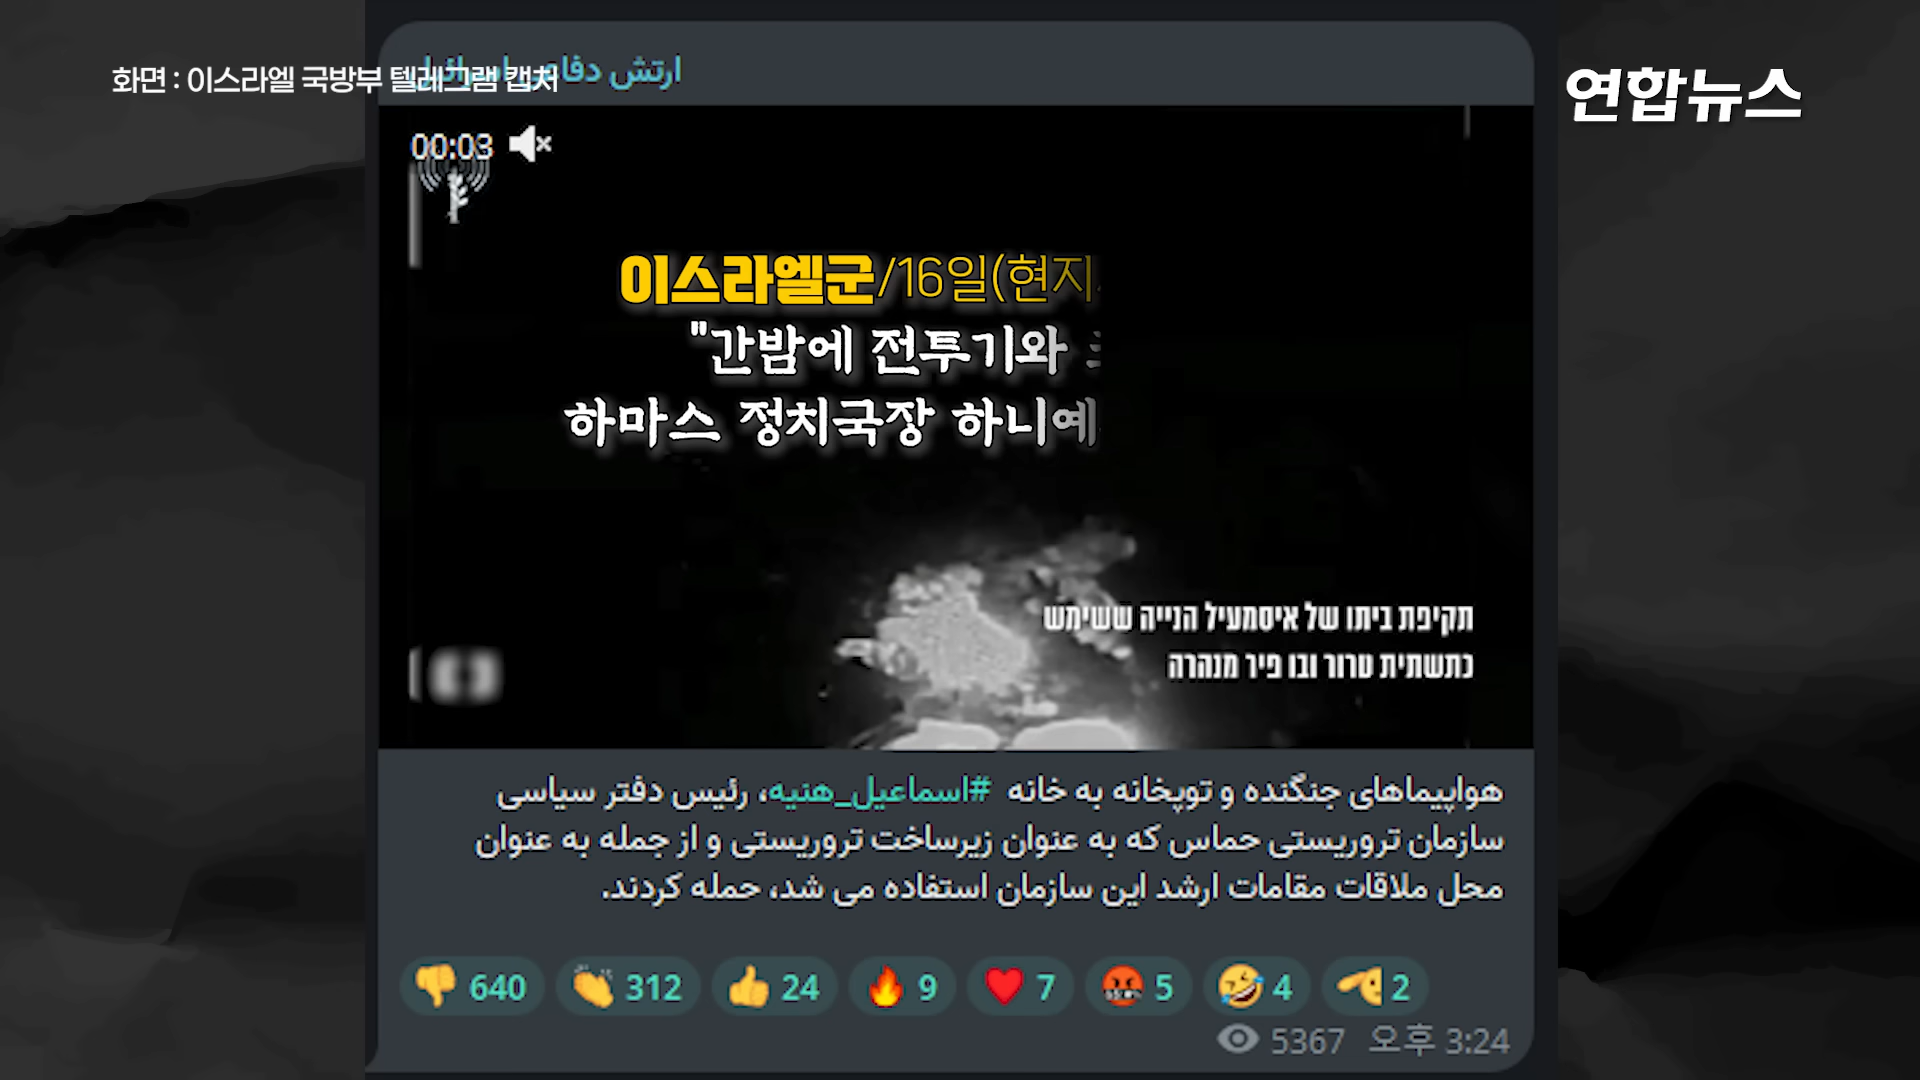 화면 : 이스라엘 국방부 텔레그램 캡처
연합뉴스
ارتش دفاعی
00:03
이스라엘군/16일(현지
"간밤에 전투기와
하마스 정치국장 하니예
תקיפת ביתו של איסמעיל הנייה ששימש
כתשתית טרור ובו פיר מנהרה
هواپیماهای جنگنده و توپخانه به خانه #اسماعیل_هنیه، رئیس دفتر سیاسی
سازمان تروریستی حماس که به عنوان زیرساخت تروریستی و از جمله به عنوان
محل ملاقات مقامات ارشد این سازمان استفاده می شد، حمله کردند.
640 312 24 9 7 5 4 2
5367 오후 3:24